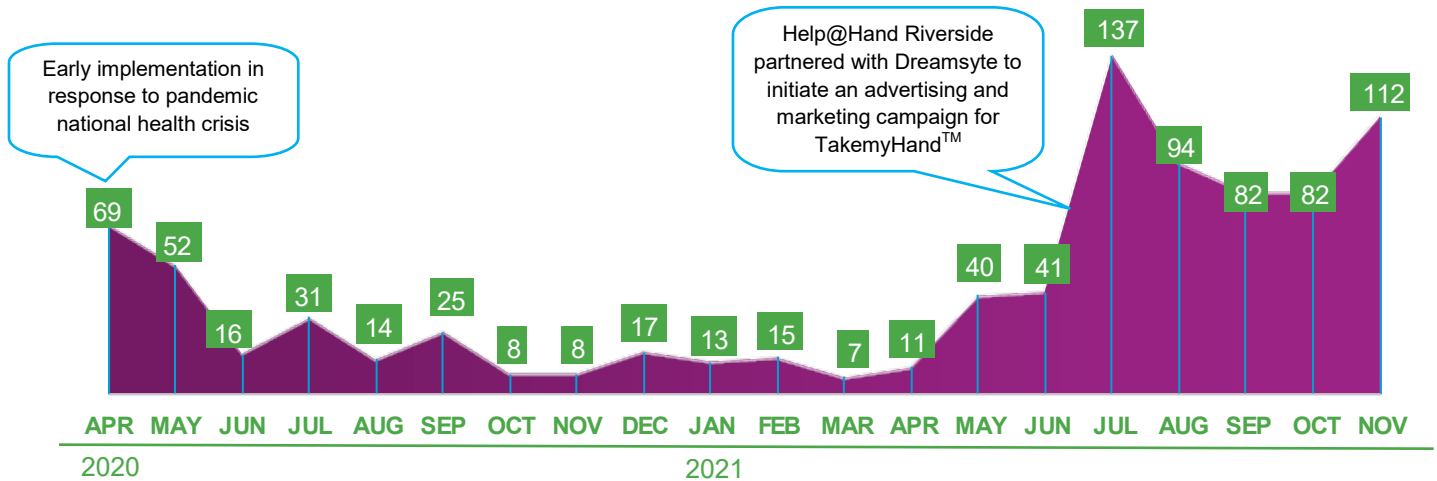 Early implementation in
response to pandemic
national health crisis
Help@Hand Riverside
partnered with Dreamsyte to
initiate an advertising and
marketing campaign for
TakemyHand™
69
52
16
31
14
25
8
8
17
13
15
7
11
40
41
137
94
82
82
112
APR MAY JUN JUL AUG SEP OCT NOV DEC JAN FEB MAR APR MAY JUN JUL AUG SEP OCT NOV
2020 2021